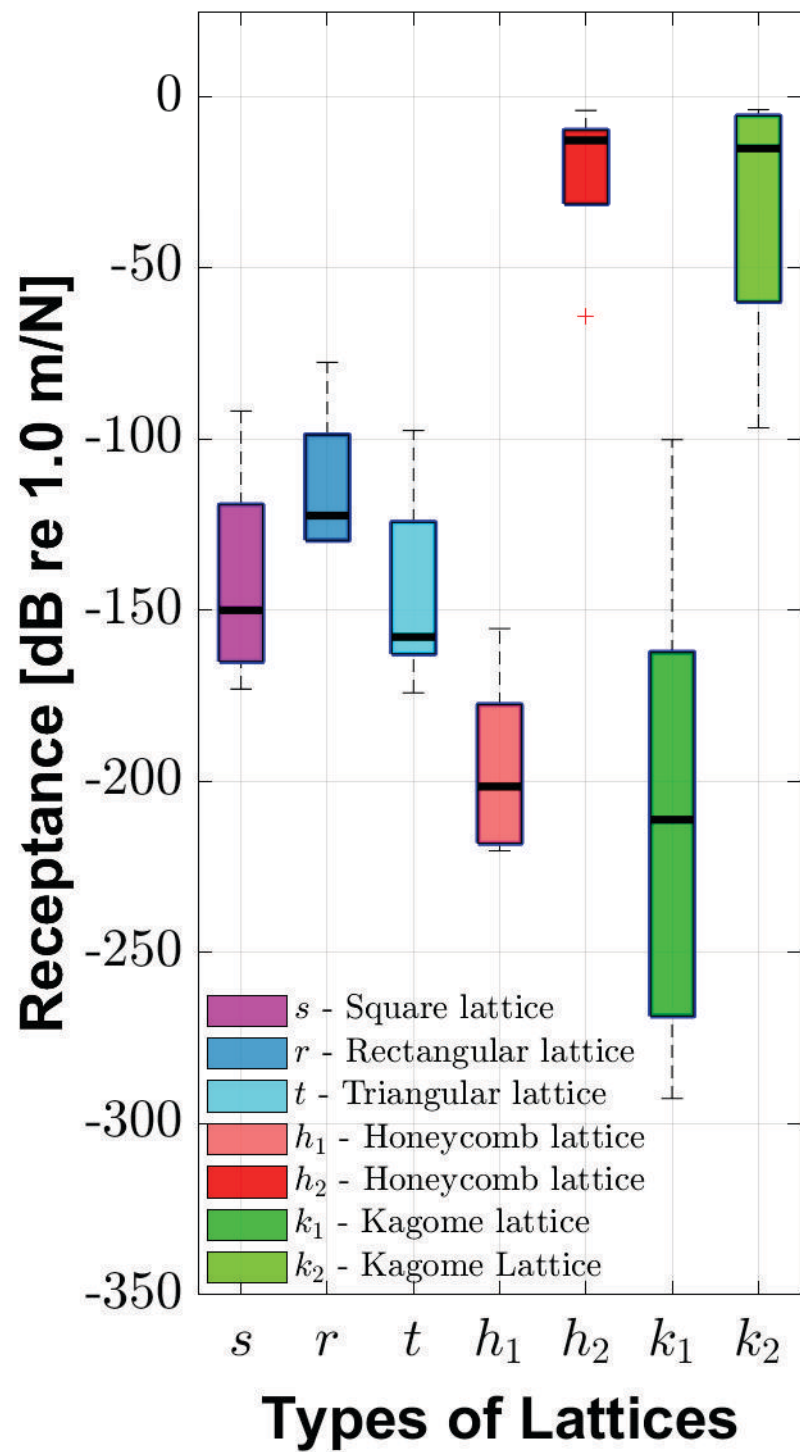 0
-50
-100
-150
-200
-250
-300
-350
Receptance [dB re 1.0 m/N]
s - Square lattice
r - Rectangular lattice
t - Triangular lattice
h₁ - Honeycomb lattice
h₂ - Honeycomb lattice
k₁ - Kagome lattice
k₂ - Kagome Lattice
s r t h₁ h₂ k₁ k₂
Types of Lattices